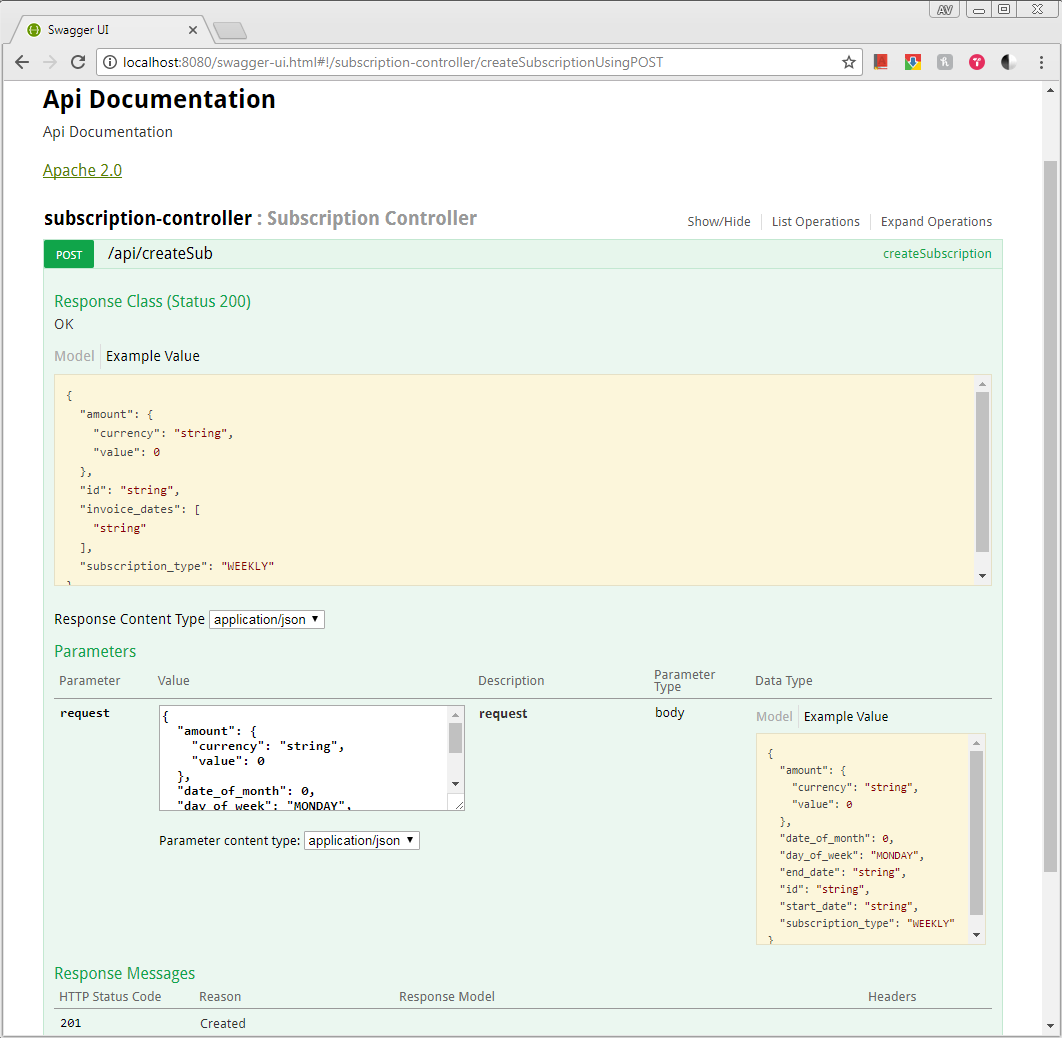 AV
Swagger UI
localhost:8080/swagger-ui.html#!/subscription-controller/createSubscriptionUsingPOST
Api Documentation
Api Documentation
Apache 2.0
subscription-controller : Subscription Controller
Show/Hide
List Operations
Expand Operations
POST
/api/createSub
createSubscription
Response Class (Status 200)
OK
Model
Example Value
{
"amount": {
"currency": "string",
"value": 0
},
"id": "string",
"invoice_dates": [
"string"
],
"subscription_type": "WEEKLY"
}
Response Content Type application/json
Parameters
Parameter
Value
Description
Parameter Type
Data Type
request
{
"amount": {
"currency": "string",
"value": 0
},
"date_of_month": 0,
"day_of_week": "MONDAY",
Parameter content type: application/json
request
body
Model
Example Value
{
"amount": {
"currency": "string",
"value": 0
},
"date_of_month": 0,
"day_of_week": "MONDAY",
"end_date": "string",
"id": "string",
"start_date": "string",
"subscription_type": "WEEKLY"
}
Response Messages
HTTP Status Code
Reason
Response Model
Headers
201
Created